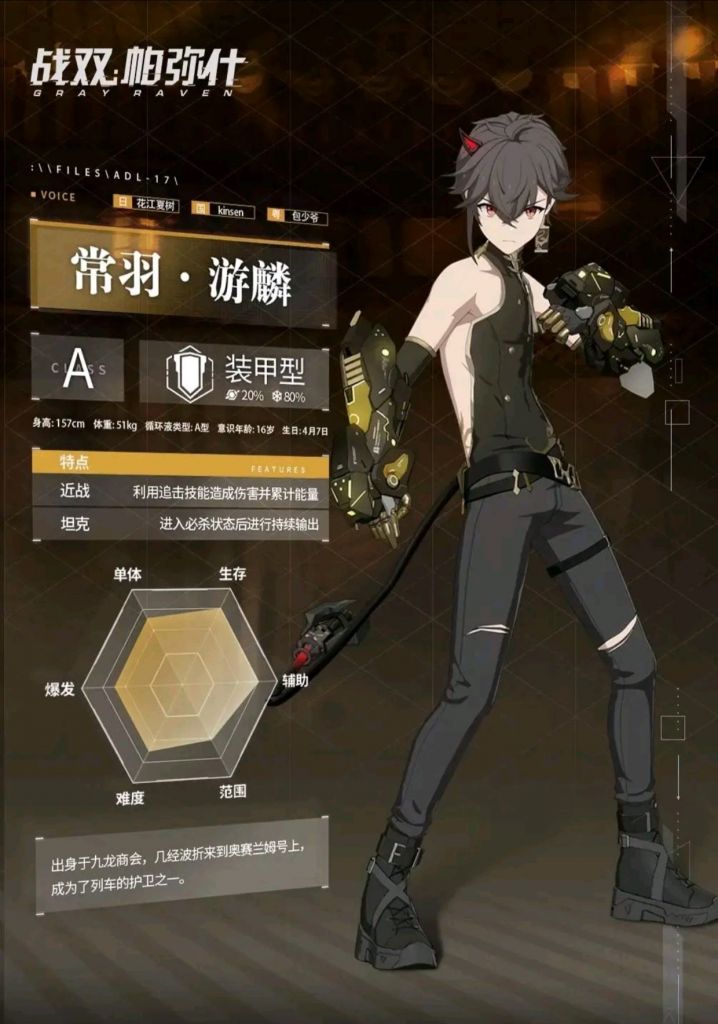 战双:帕弥什
GRAY RAVEN
:\\FILES\ADL-17\
VOICE 日 花江夏树 国 kinsen 粤 包少爷
常羽·游麟
CLASS A 装甲型
20% 80%
身高:157cm 体重:51kg 循环液类型:A型 意识年龄:16岁 生日:4月7日
特点 FEATURES
近战 利用追击技能造成伤害并累计能量
坦克 进入必杀状态后进行持续输出
单体 生存
爆发 辅助
难度 范围
出身于九龙商会，几经波折来到奥赛兰姆号上，
成为了列车的护卫之一。